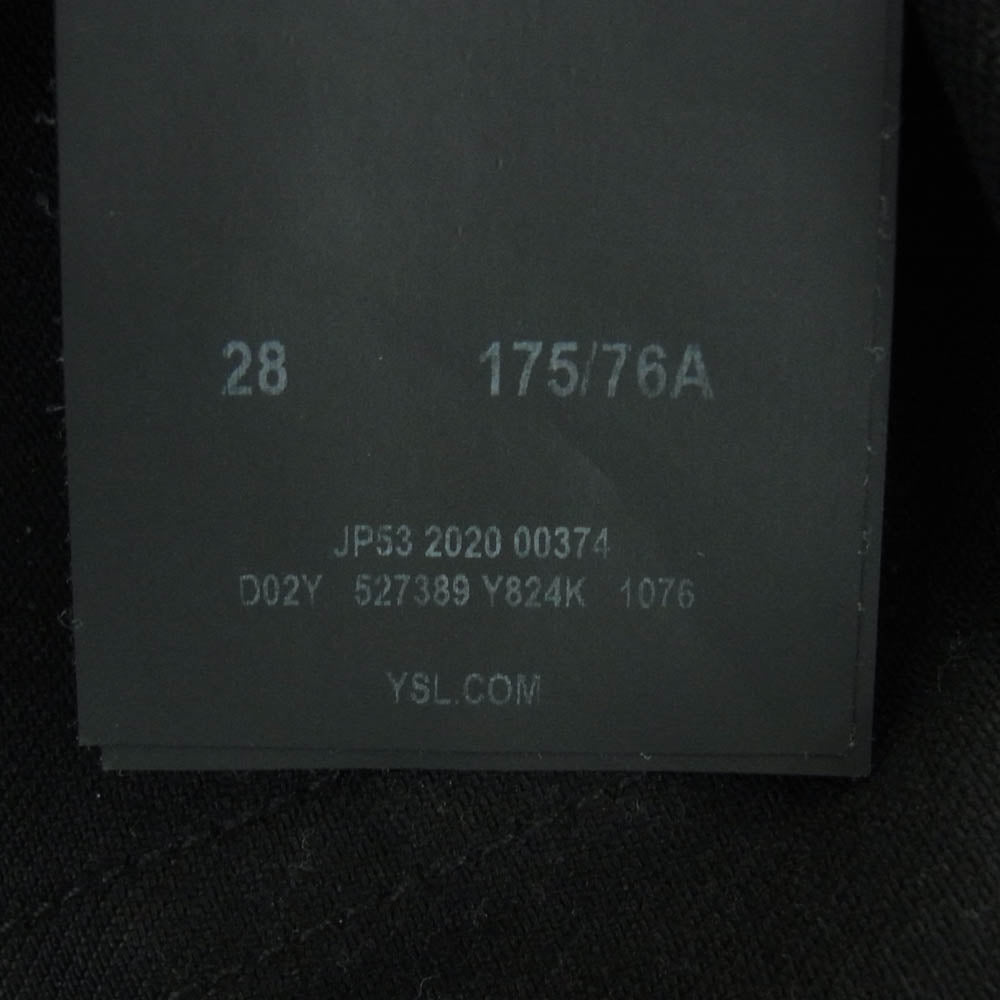 28 175/76A
JP53 2020 00374
D02Y 527389 Y824K 1076
YSL.COM